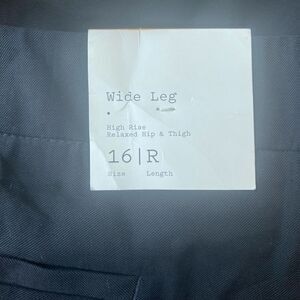 Wide Leg
High Rise
Relaxed Hip & Thigh
16|R
Size Length